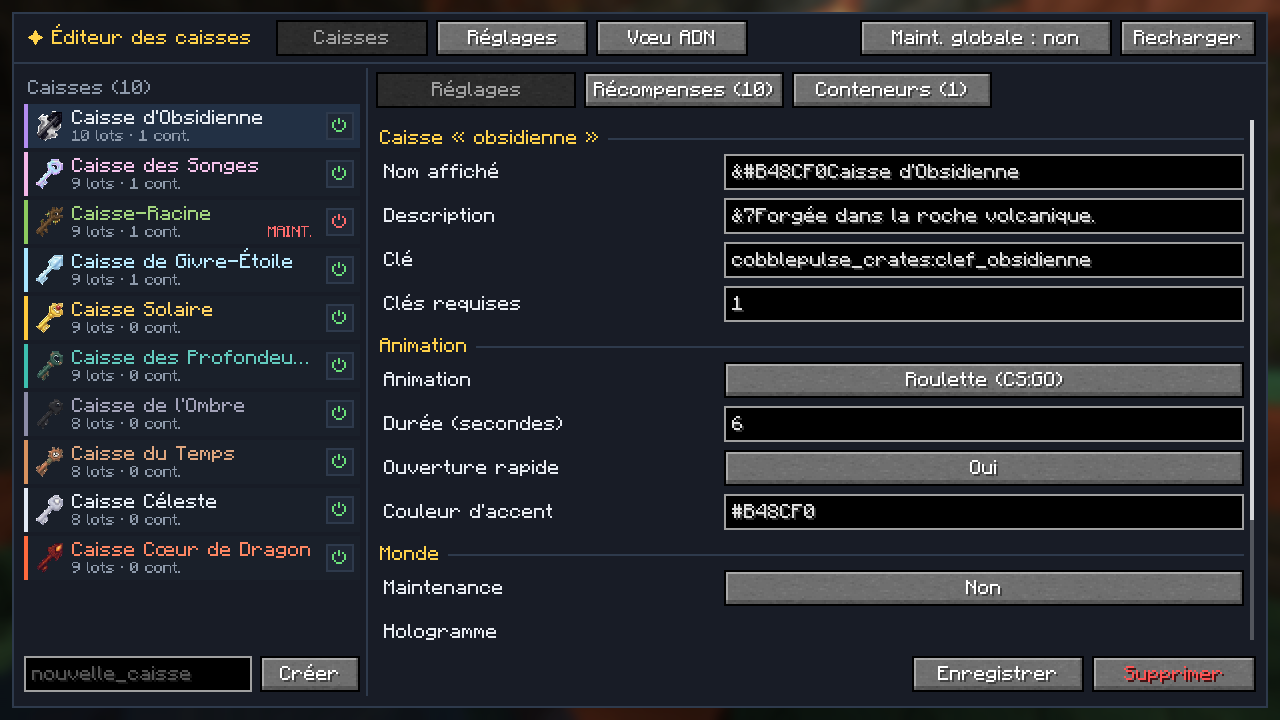 ✦ Éditeur des caisses
Caisses
Réglages
Vœu ADN
Maint. globale : non
Recharger
Caisses (10)
Caisse d'Obsidienne
10 lots · 1 cont.
Caisse des Songes
9 lots · 1 cont.
Caisse-Racine
9 lots · 1 cont.
MAINT.
Caisse de Givre-Étoile
9 lots · 1 cont.
Caisse Solaire
9 lots · 0 cont.
Caisse des Profondeu...
9 lots · 0 cont.
Caisse de l'Ombre
8 lots · 0 cont.
Caisse du Temps
8 lots · 0 cont.
Caisse Céleste
8 lots · 0 cont.
Caisse Cœur de Dragon
9 lots · 0 cont.
nouvelle_caisse
Créer
Réglages
Récompenses (10)
Conteneurs (1)
Caisse « obsidienne »
Nom affiché
&#B48CF0Caisse d'Obsidienne
Description
&7Forgée dans la roche volcanique.
Clé
cobblepulse_crates:clef_obsidienne
Clés requises
1
Animation
Animation
Roulette (CS:GO)
Durée (secondes)
6
Ouverture rapide
Oui
Couleur d'accent
#B48CF0
Monde
Maintenance
Non
Hologramme
Enregistrer
Supprimer